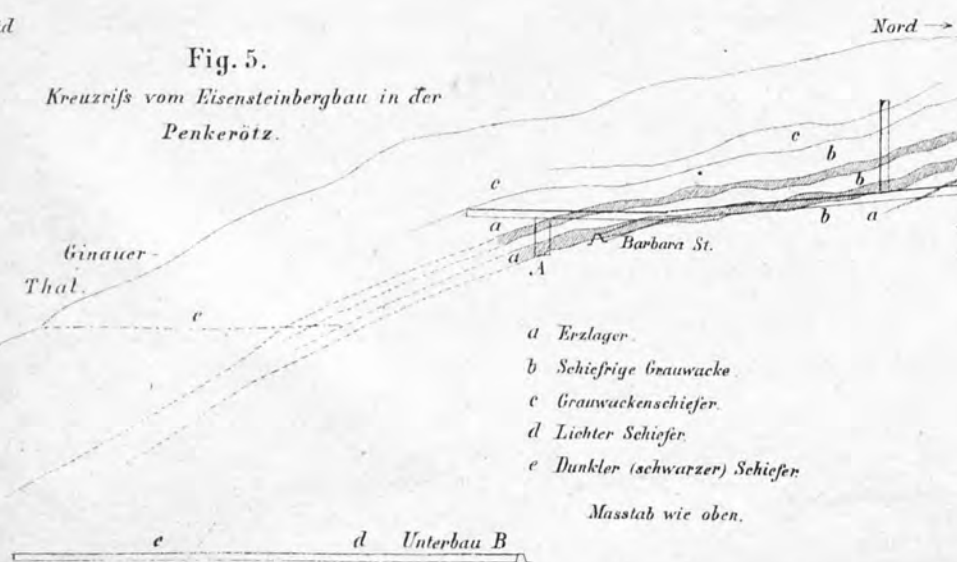 Nord →
Fig. 5.
Kreuzriſs vom Eisensteinbergbau in der
Penkerötz.
c
b
c
b
a
b
a
Barbara St.
a
A
Ginauer-
Thal.
e
a Erzlager.
b Schiefrige Grauwacke
c Grauwackenschiefer.
d Lichter Schiefer.
e Dunkler (schwarzer) Schiefer.
Masstab wie oben.
e d Unterbau B